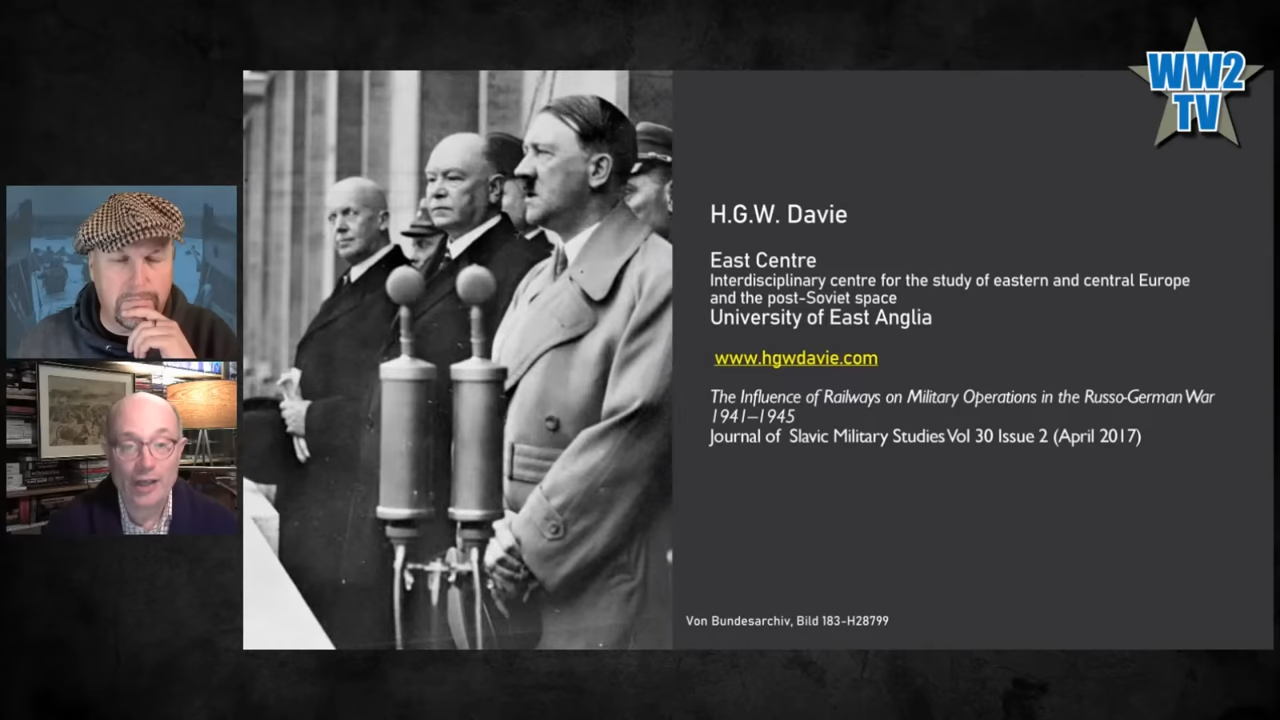 WW2
TV
H.G.W. Davie
East Centre
Interdisciplinary centre for the study of eastern and central Europe
and the post-Soviet space
University of East Anglia
www.hgwdavie.com
The Influence of Railways on Military Operations in the Russo-German War
1941–1945
Journal of Slavic Military Studies Vol 30 Issue 2 (April 2017)
Von Bundesarchiv, Bild 183-H28799